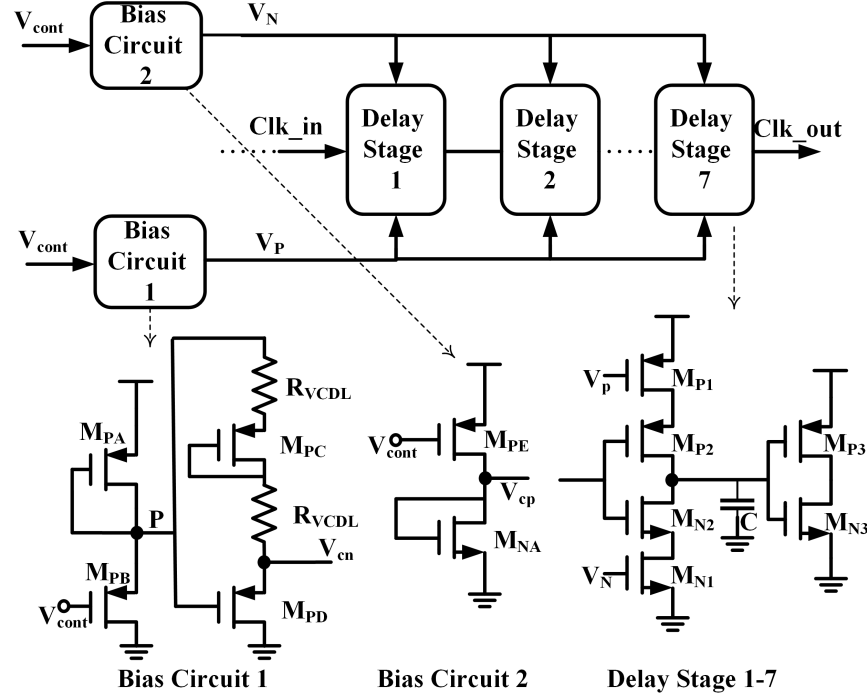 V_cont
Bias
Circuit
2
V_N
Clk_in
Delay
Stage
1
Delay
Stage
2
Delay
Stage
7
Clk_out
V_cont
Bias
Circuit
1
V_P
M_PA
P
M_PB
V_cont
R_VCDL
M_PC
R_VCDL
V_cn
M_PD
V_cont
M_PE
V_cp
M_NA
V_p
M_P1
M_P2
M_N2
V_N
M_N1
C
M_P3
M_N3
Bias Circuit 1
Bias Circuit 2
Delay Stage 1-7